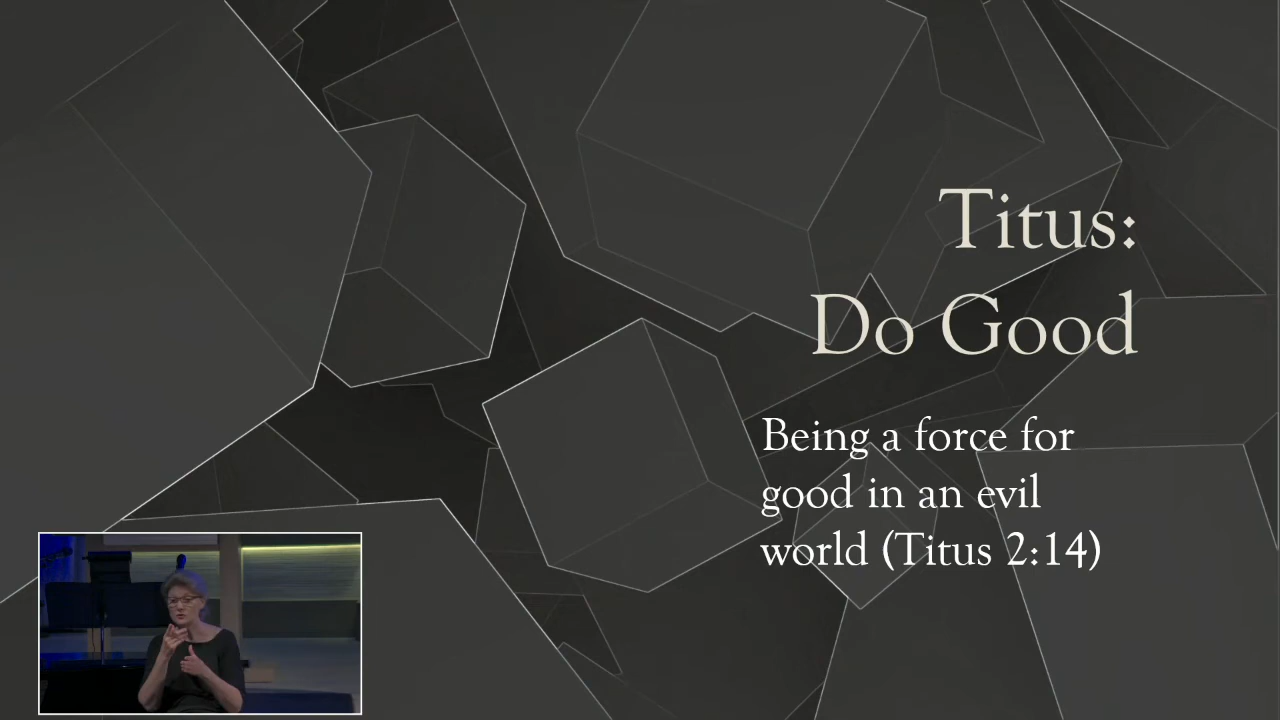 Titus:
Do Good
Being a force for
good in an evil
world (Titus 2:14)